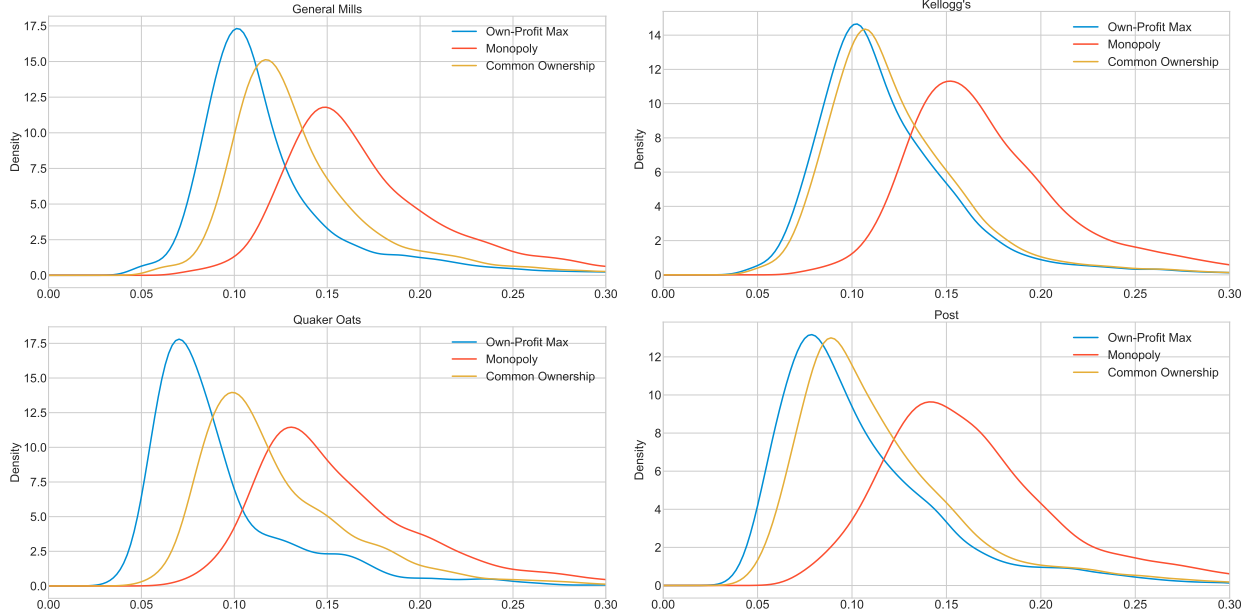 General Mills
Own-Profit Max
Monopoly
Common Ownership
Density
17.5
15.0
12.5
10.0
7.5
5.0
2.5
0.0
0.00 0.05 0.10 0.15 0.20 0.25 0.30
Kellogg's
Own-Profit Max
Monopoly
Common Ownership
Density
14
12
10
8
6
4
2
0
0.00 0.05 0.10 0.15 0.20 0.25 0.30
Quaker Oats
Own-Profit Max
Monopoly
Common Ownership
Density
17.5
15.0
12.5
10.0
7.5
5.0
2.5
0.0
0.00 0.05 0.10 0.15 0.20 0.25 0.30
Post
Own-Profit Max
Monopoly
Common Ownership
Density
12
10
8
6
4
2
0
0.00 0.05 0.10 0.15 0.20 0.25 0.30